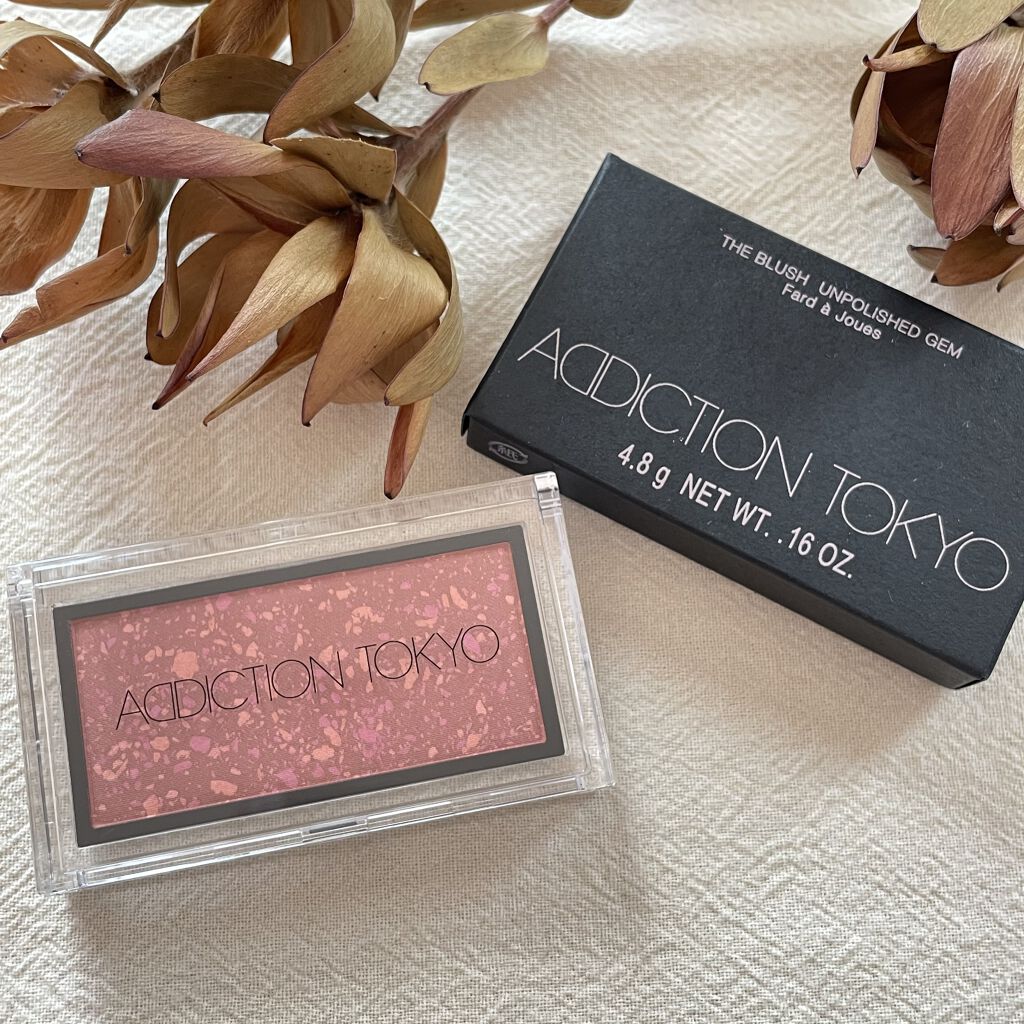 THE BLUSH UNPOLISHED GEM
Fard à Joues
ADDICTION TOKYO
4.8 g NET WT. .16 OZ.
ADDICTION TOKYO